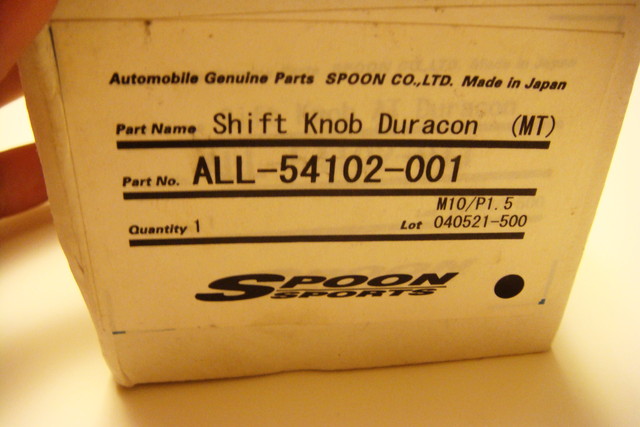 Automobile Genuine Parts SPOON CO.,LTD. Made in Japan
Part Name Shift Knob Duracon (MT)
Part No. ALL-54102-001
M10/P1.5
Quantity 1 Lot 040521-500
SPOON
SPORTS